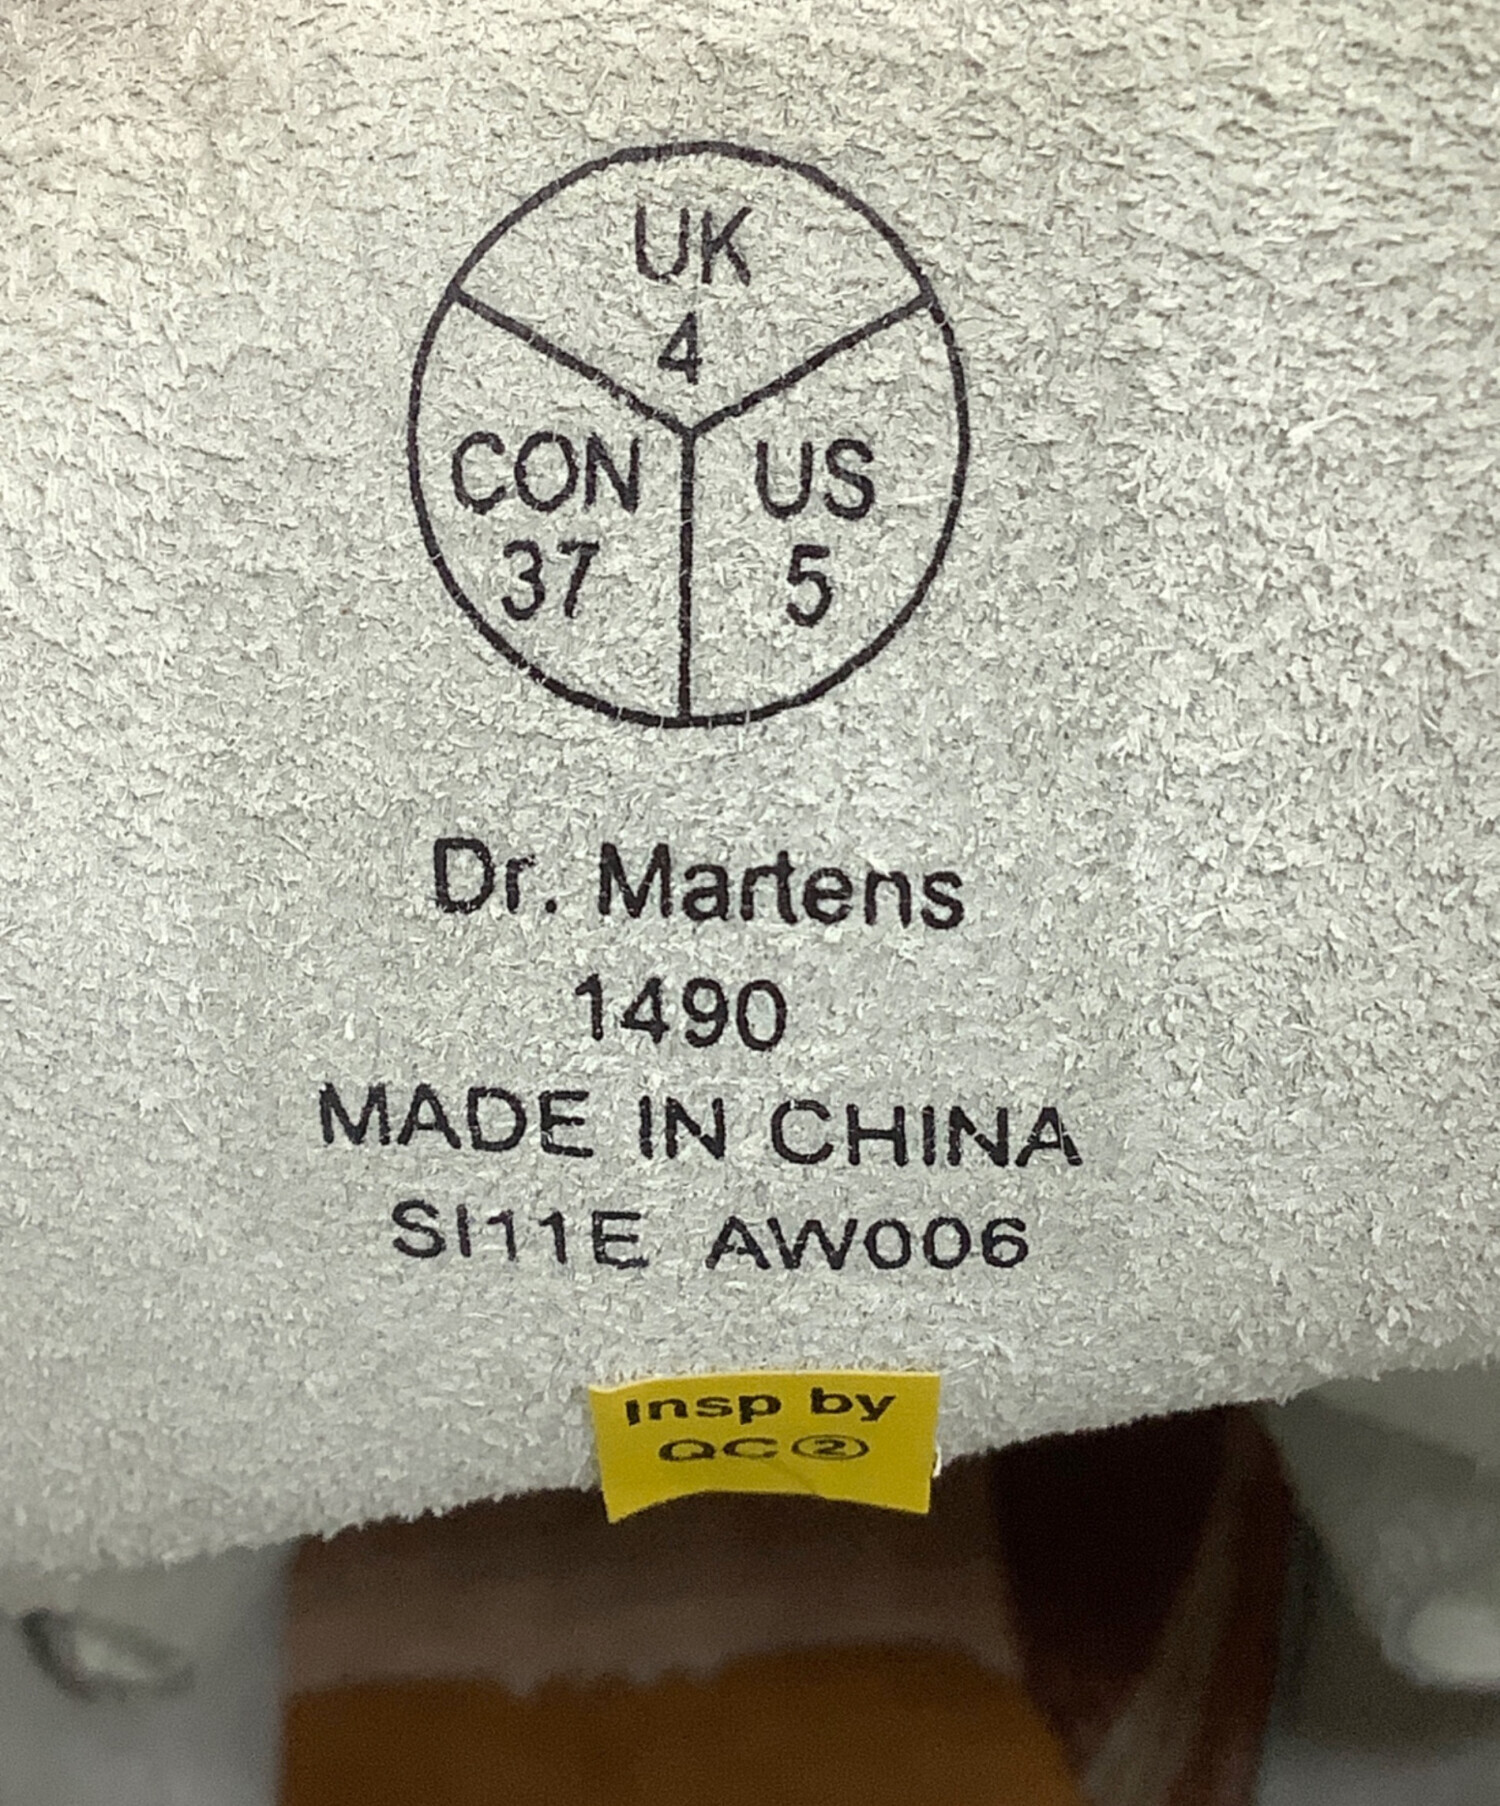 UK
4
CON
37
US
5
Dr. Martens
1490
MADE IN CHINA
SI11E AW006
Insp by
QC②